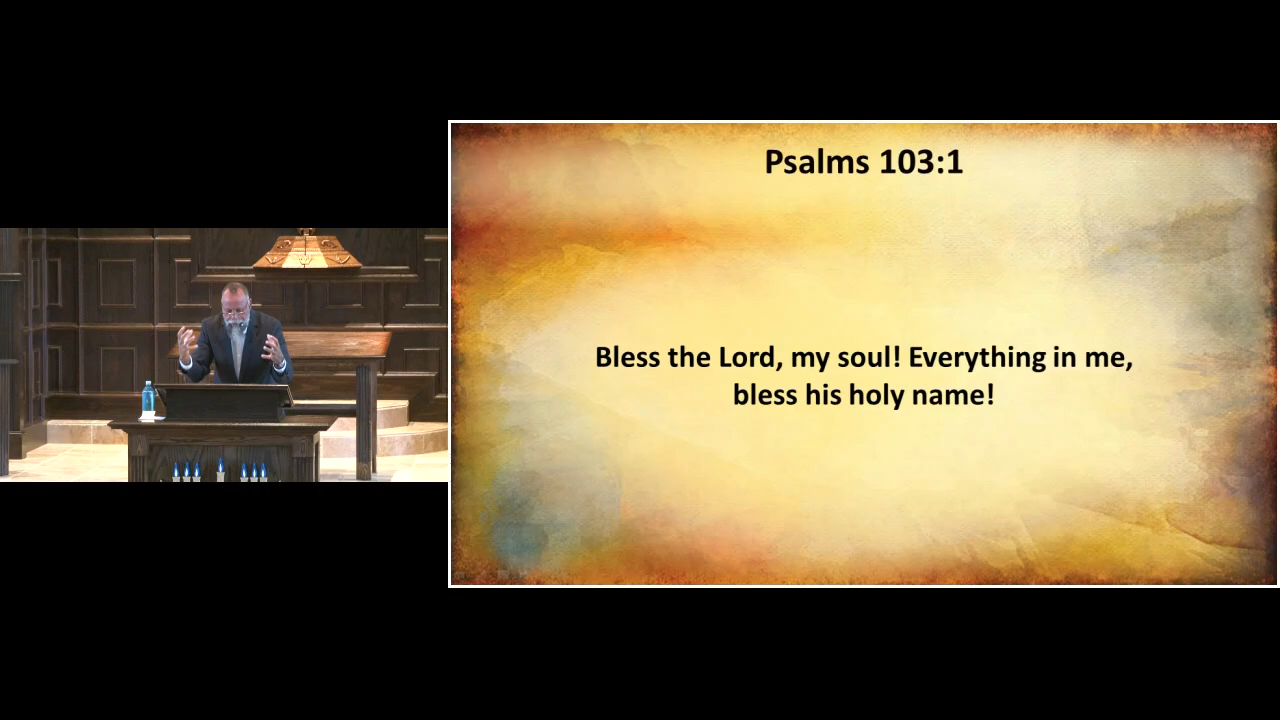 Psalms 103:1
Bless the Lord, my soul! Everything in me,
bless his holy name!